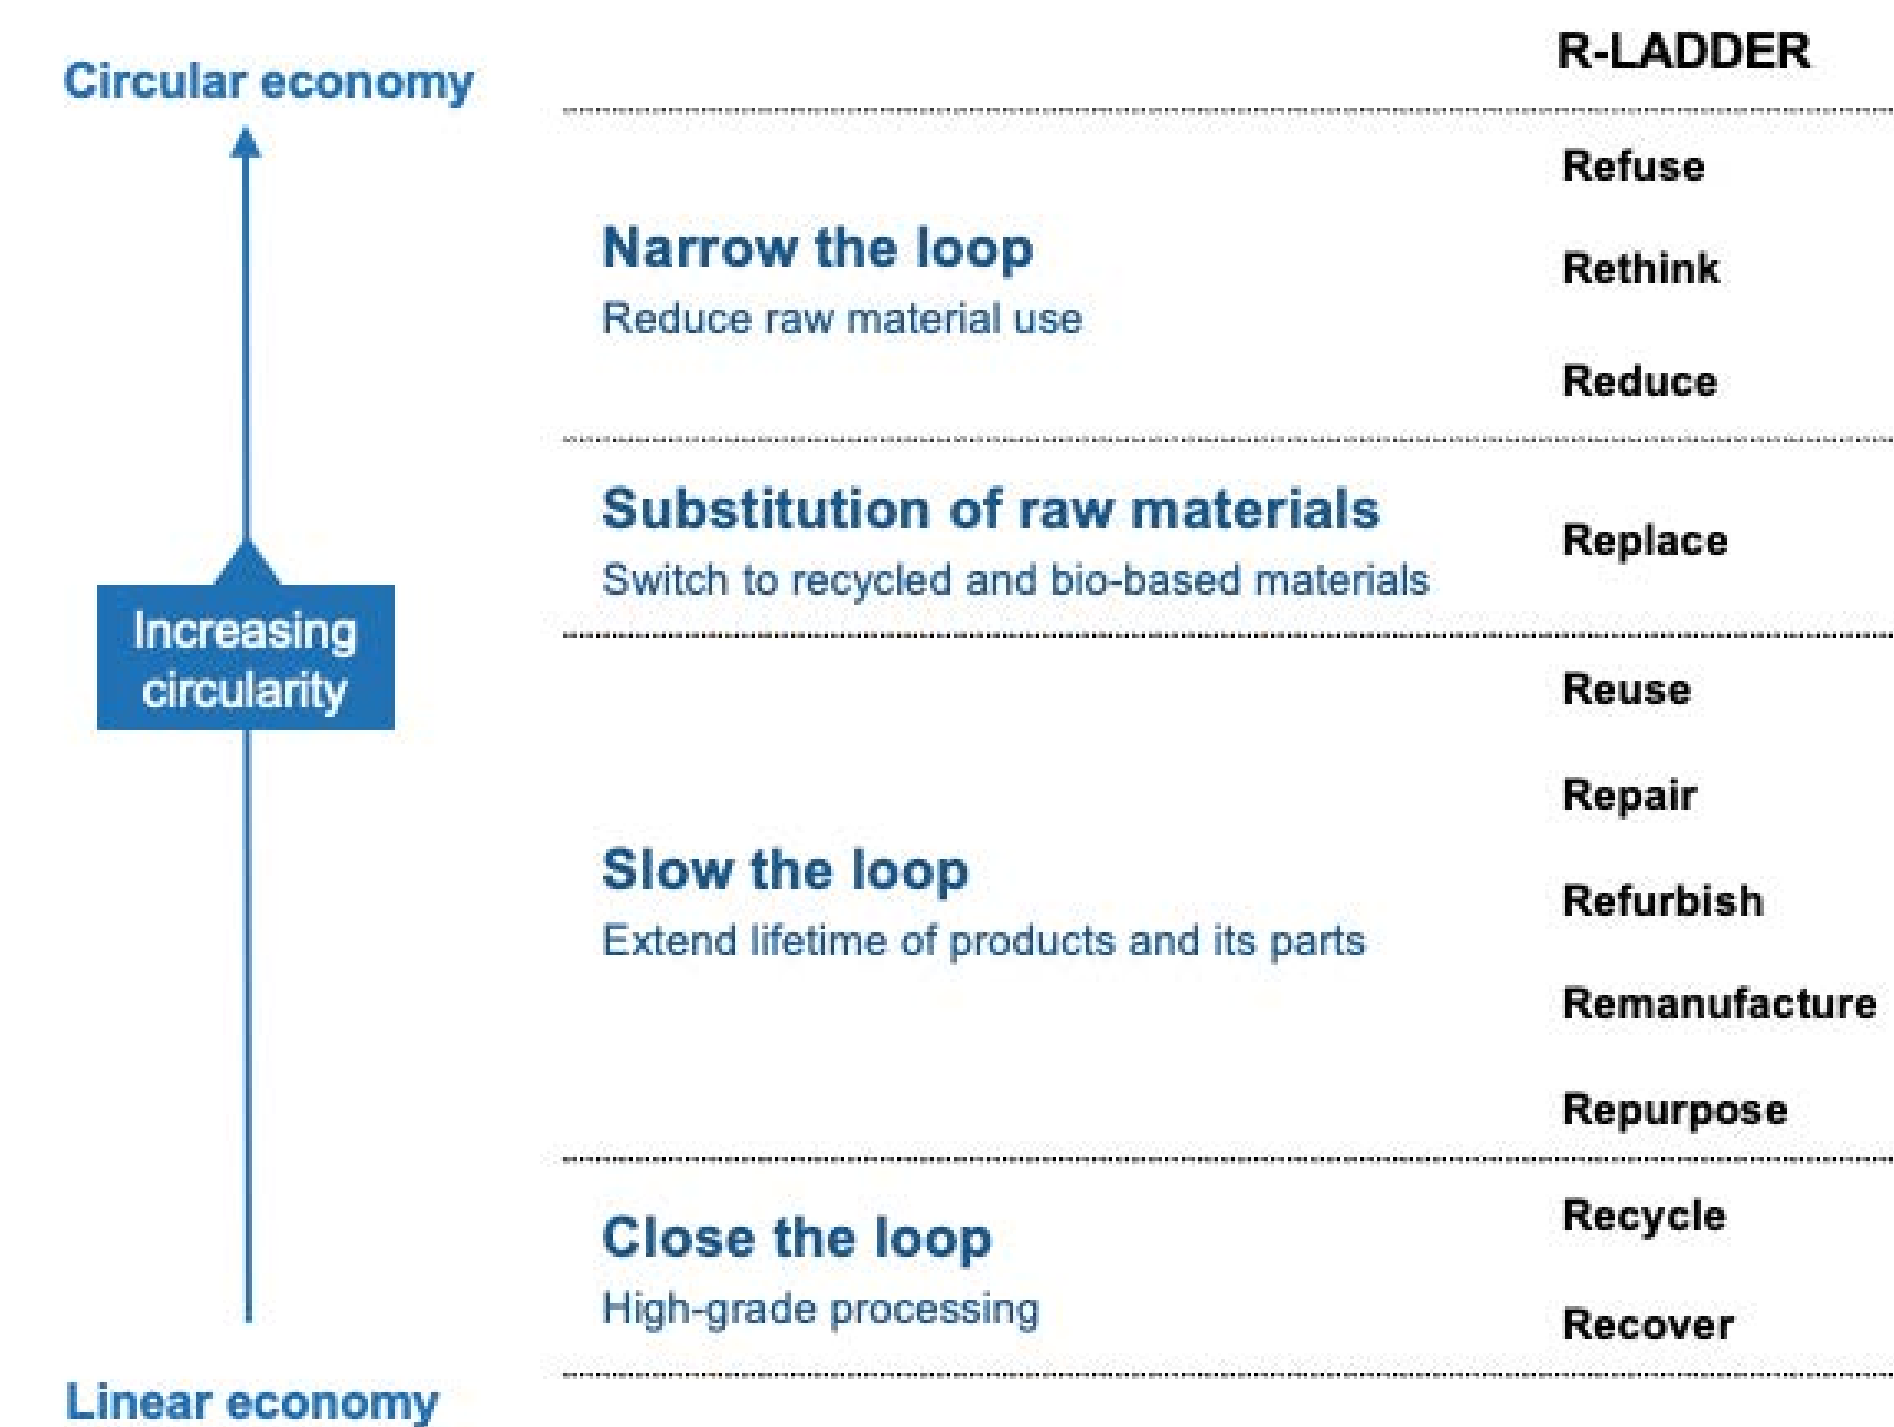 R-LADDER
Circular economy
Refuse
Narrow the loop
Rethink
Reduce raw material use
Reduce
Substitution of raw materials
Replace
Switch to recycled and bio-based materials
Increasing
circularity
Reuse
Repair
Slow the loop
Refurbish
Extend lifetime of products and its parts
Remanufacture
Repurpose
Recycle
Close the loop
High-grade processing
Recover
Linear economy